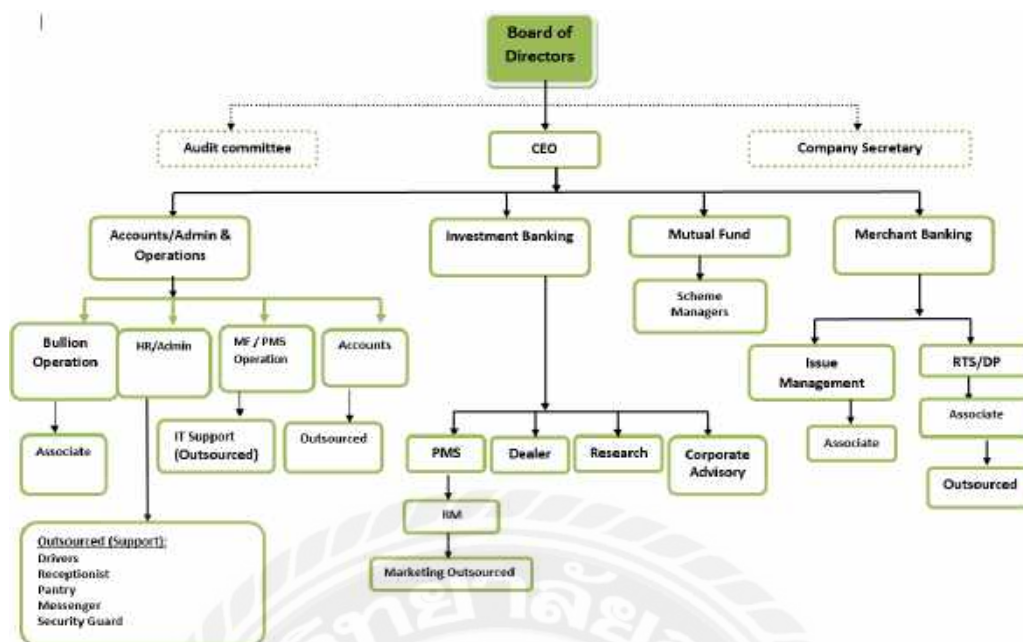 Board of
Directors
Audit committee
CEO
Company Secretary
Accounts/Admin &
Operations
Investment Banking
Mutual Fund
Merchant Banking
Scheme
Managers
Bullion
Operation
HR/Admin
MF / PMS
Operation
Accounts
Issue
Management
RTS/DP
Associate
IT Support
(Outsourced)
Outsourced
PMS
Dealer
Research
Corporate
Advisory
Associate
Associate
Outsourced
RM
Marketing Outsourced
Outsourced (Support):
Drivers
Receptionist
Pantry
Messenger
Security Guard